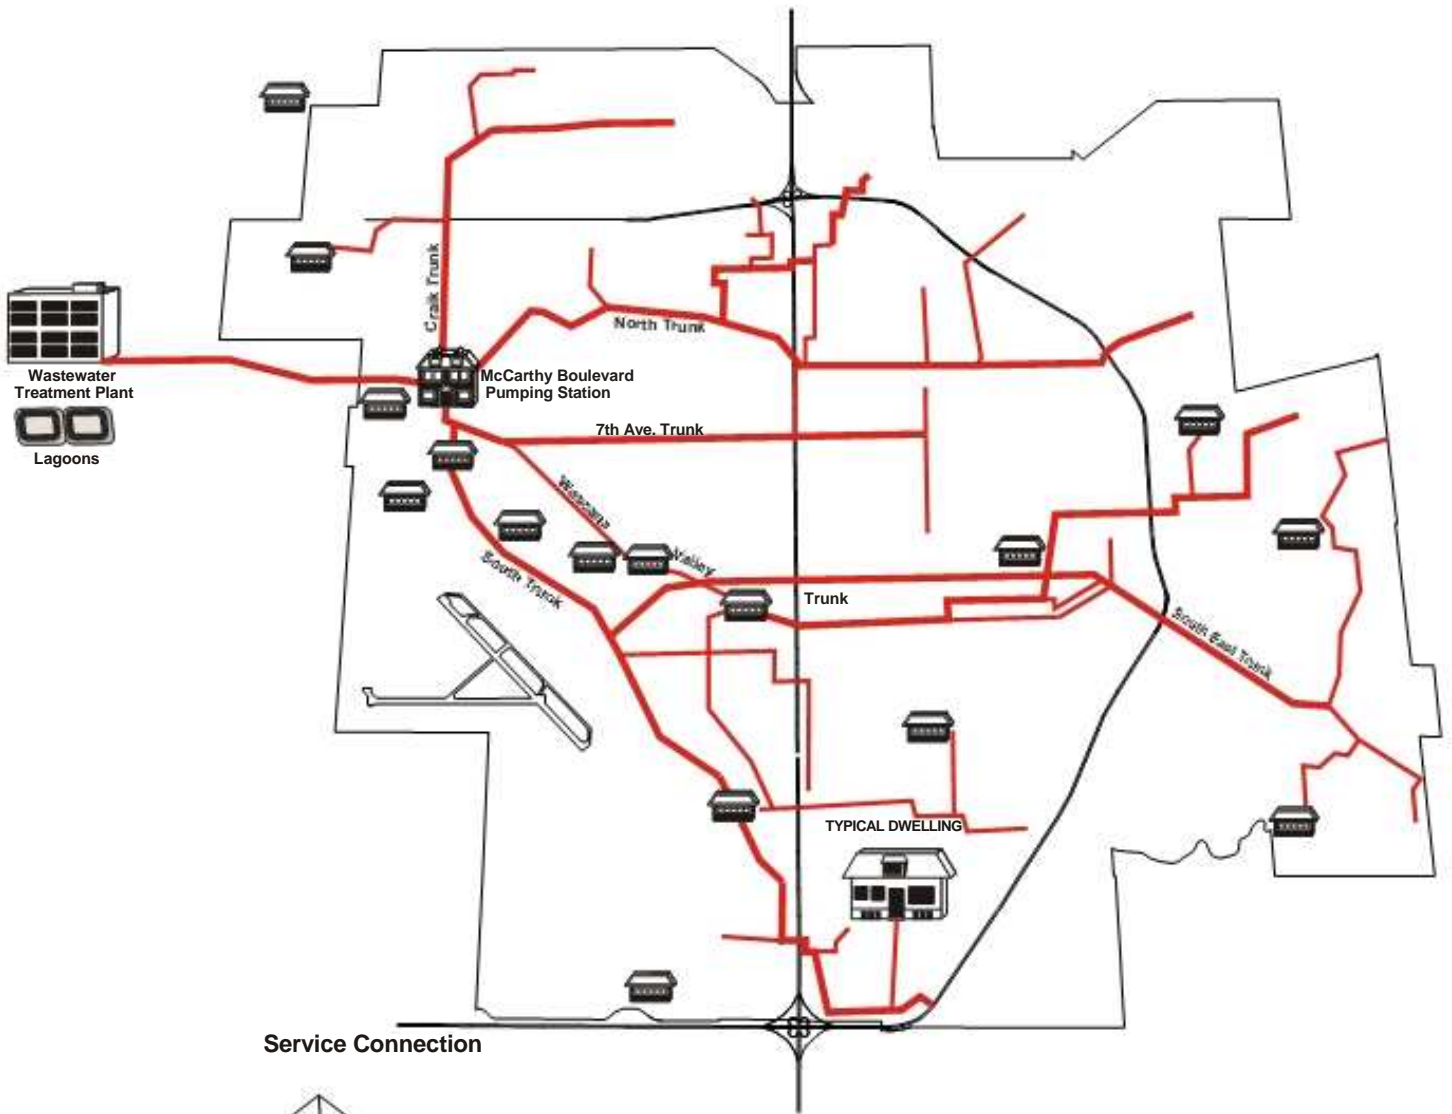 Craik Trunk
North Trunk
Wastewater
Treatment Plant
McCarthy Boulevard
Pumping Station
Lagoons
7th Ave. Trunk
Wascana
Valley
Trunk
South Trunk
South East Trunk
TYPICAL DWELLING
Service Connection